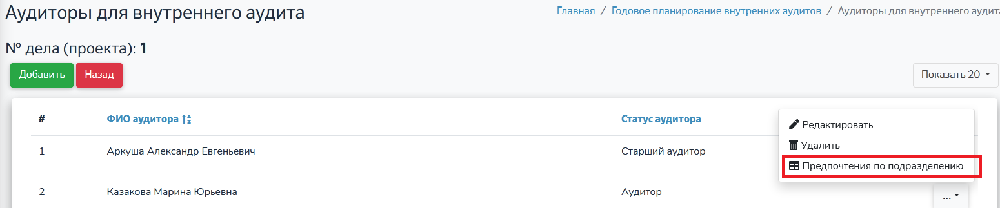 Аудиторы для внутреннего аудита
Главная / Годовое планирование внутренних аудитов / Аудиторы для внутреннего аудита
№ дела (проекта): 1
Добавить Назад
Показать 20
# ФИО аудитора Статус аудитора
Редактировать
Удалить
1 Аркуша Александр Евгеньевич Старший аудитор
Предпочтения по подразделению
2 Казакова Марина Юрьевна Аудитор
...